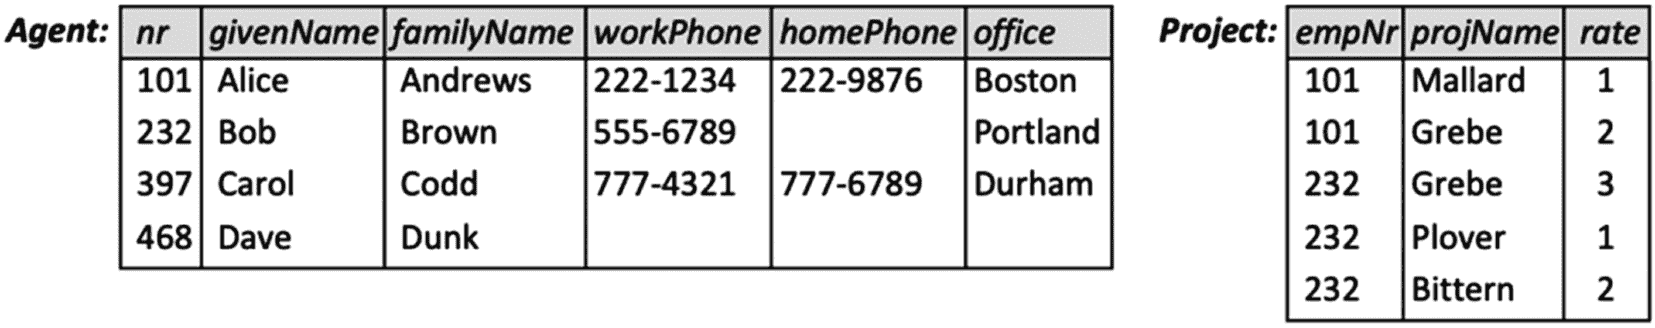 Agent: nr givenName familyName workPhone homePhone office
101 Alice Andrews 222-1234 222-9876 Boston
232 Bob Brown 555-6789 Portland
397 Carol Codd 777-4321 777-6789 Durham
468 Dave Dunk
Project: empNr projName rate
101 Mallard 1
101 Grebe 2
232 Grebe 3
232 Plover 1
232 Bittern 2